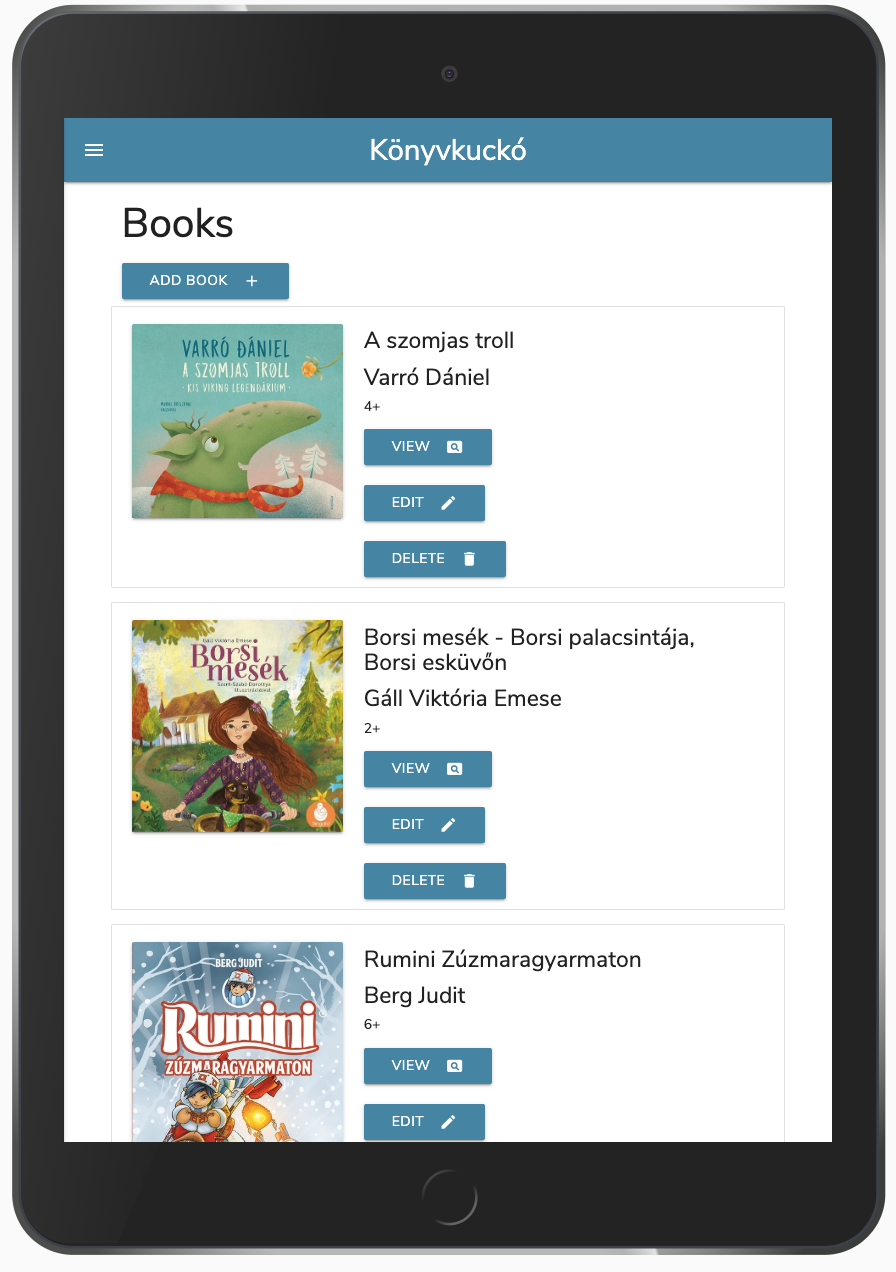 Könyvkuckó
Books
ADD BOOK
VARRÓ DÁNIEL
A SZOMJAS TROLL
- KIS VIKING LEGENDÁRIUM -
A szomjas troll
Varró Dániel
4+
VIEW
EDIT
DELETE
Gáll Viktória Emese
Borsi
mesék
Borsi mesék - Borsi palacsintája,
Borsi esküvőn
Gáll Viktória Emese
2+
VIEW
EDIT
DELETE
BERG JUDIT
Rumini
ZÚZMARAGYARMATON
Rumini Zúzmaragyarmaton
Berg Judit
6+
VIEW
EDIT